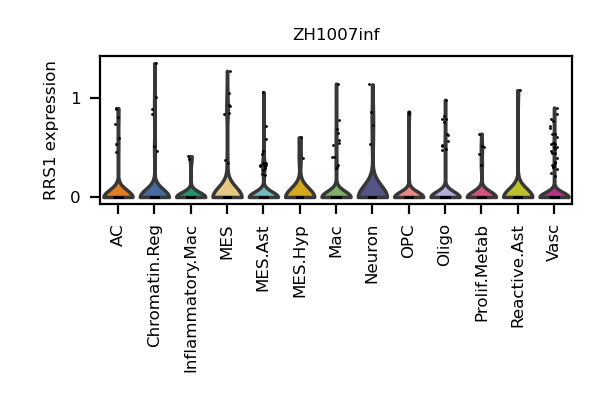 ZH1007inf
RRS1 expression
1
0
AC
Chromatin.Reg
Inflammatory.Mac
MES
MES.Ast
MES.Hyp
Mac
Neuron
OPC
Oligo
Prolif.Metab
Reactive.Ast
Vasc